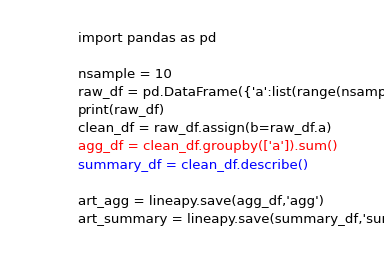 import pandas as pd
nsample = 10
raw_df = pd.DataFrame({'a':list(range(nsamp
print(raw_df)
clean_df = raw_df.assign(b=raw_df.a)
agg_df = clean_df.groupby(['a']).sum()
summary_df = clean_df.describe()
art_agg = lineapy.save(agg_df,'agg')
art_summary = lineapy.save(summary_df,'sur